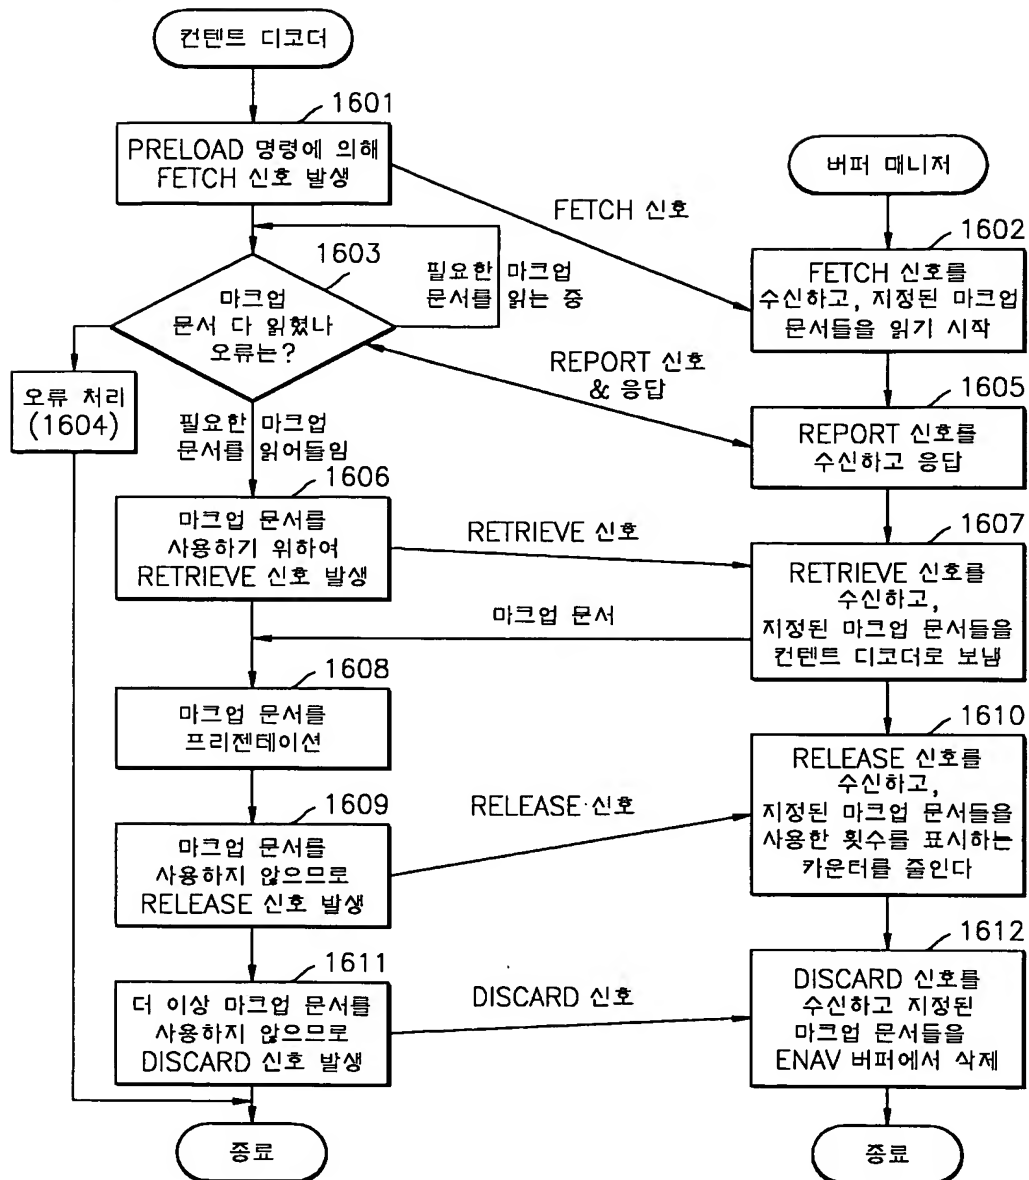 컨텐트 디코더
1601
PRELOAD 명령에 의해
FETCH 신호 발생
버퍼 매니저
FETCH 신호
1602
FETCH 신호를
수신하고, 지정된 마크업
문서들을 읽기 시작
1603
마크업
문서 다 읽혔나
오류는?
필요한 마크업
문서를 읽는 중
REPORT 신호
& 응답
오류 처리
(1604)
1605
REPORT 신호를
수신하고 응답
필요한 마크업
문서를 읽어들임
1606
마크업 문서를
사용하기 위하여
RETRIEVE 신호 발생
RETRIEVE 신호
1607
RETRIEVE 신호를
수신하고,
지정된 마크업 문서들을
컨텐트 디코더로 보냄
마크업 문서
1608
마크업 문서를
프리젠테이션
1609
마크업 문서를
사용하지 않으므로
RELEASE 신호 발생
RELEASE 신호
1610
RELEASE 신호를
수신하고,
지정된 마크업 문서들을
사용한 횟수를 표시하는
카운터를 줄인다
1611
더 이상 마크업 문서를
사용하지 않으므로
DISCARD 신호 발생
DISCARD 신호
1612
DISCARD 신호를
수신하고 지정된
마크업 문서들을
ENAV 버퍼에서 삭제
종료
종료